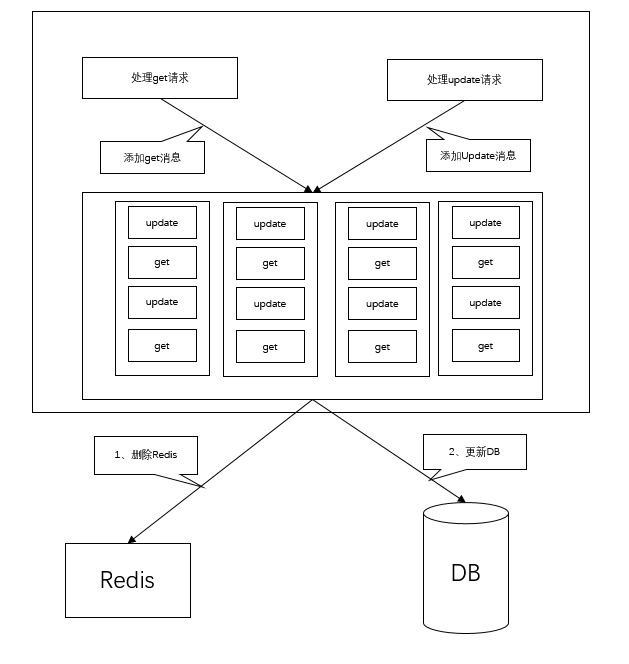 处理get请求
处理update请求
添加get消息
添加Update消息
update
update
update
update
get
get
get
get
update
update
update
update
get
get
get
get
1、删除Redis
2、更新DB
Redis
DB